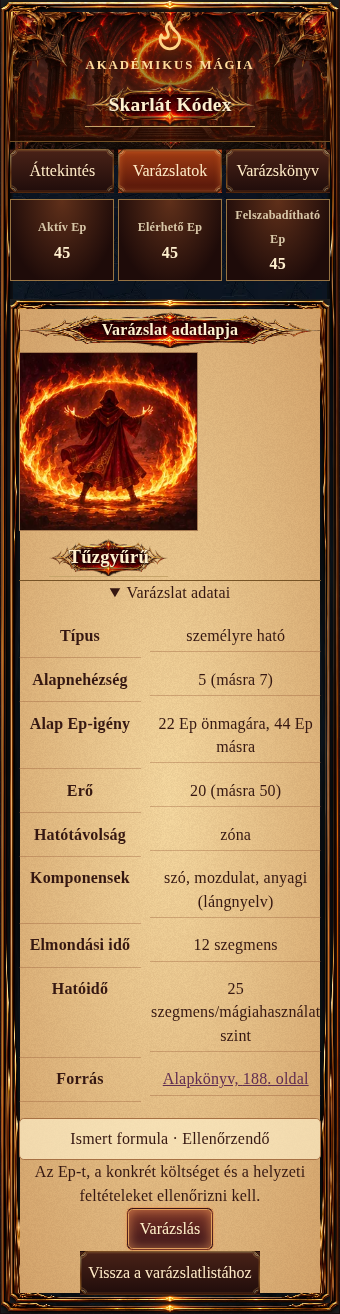 AKADÉMIKUS MÁGIA
Skarlát Kódex
Áttekintés
Varázslatok
Varázskönyv
Aktív Ep
45
Elérhető Ep
45
Felszabadítható
Ep
45
Varázslat adatlapja
Tűzgyűrű
▼ Varázslat adatai
Típus
személyre ható
Alapnehézség
5 (másra 7)
Alap Ep-igény
22 Ep önmagára, 44 Ep
másra
Erő
20 (másra 50)
Hatótávolság
zóna
Komponensek
szó, mozdulat, anyagi
(lángnyelv)
Elmondási idő
12 szegmens
Hatóidő
25
szegmens/mágiahasználat
szint
Forrás
Alapkönyv, 188. oldal
Ismert formula · Ellenőrzendő
Az Ep-t, a konkrét költséget és a helyzeti
feltételeket ellenőrizni kell.
Varázslás
Vissza a varázslatlistához